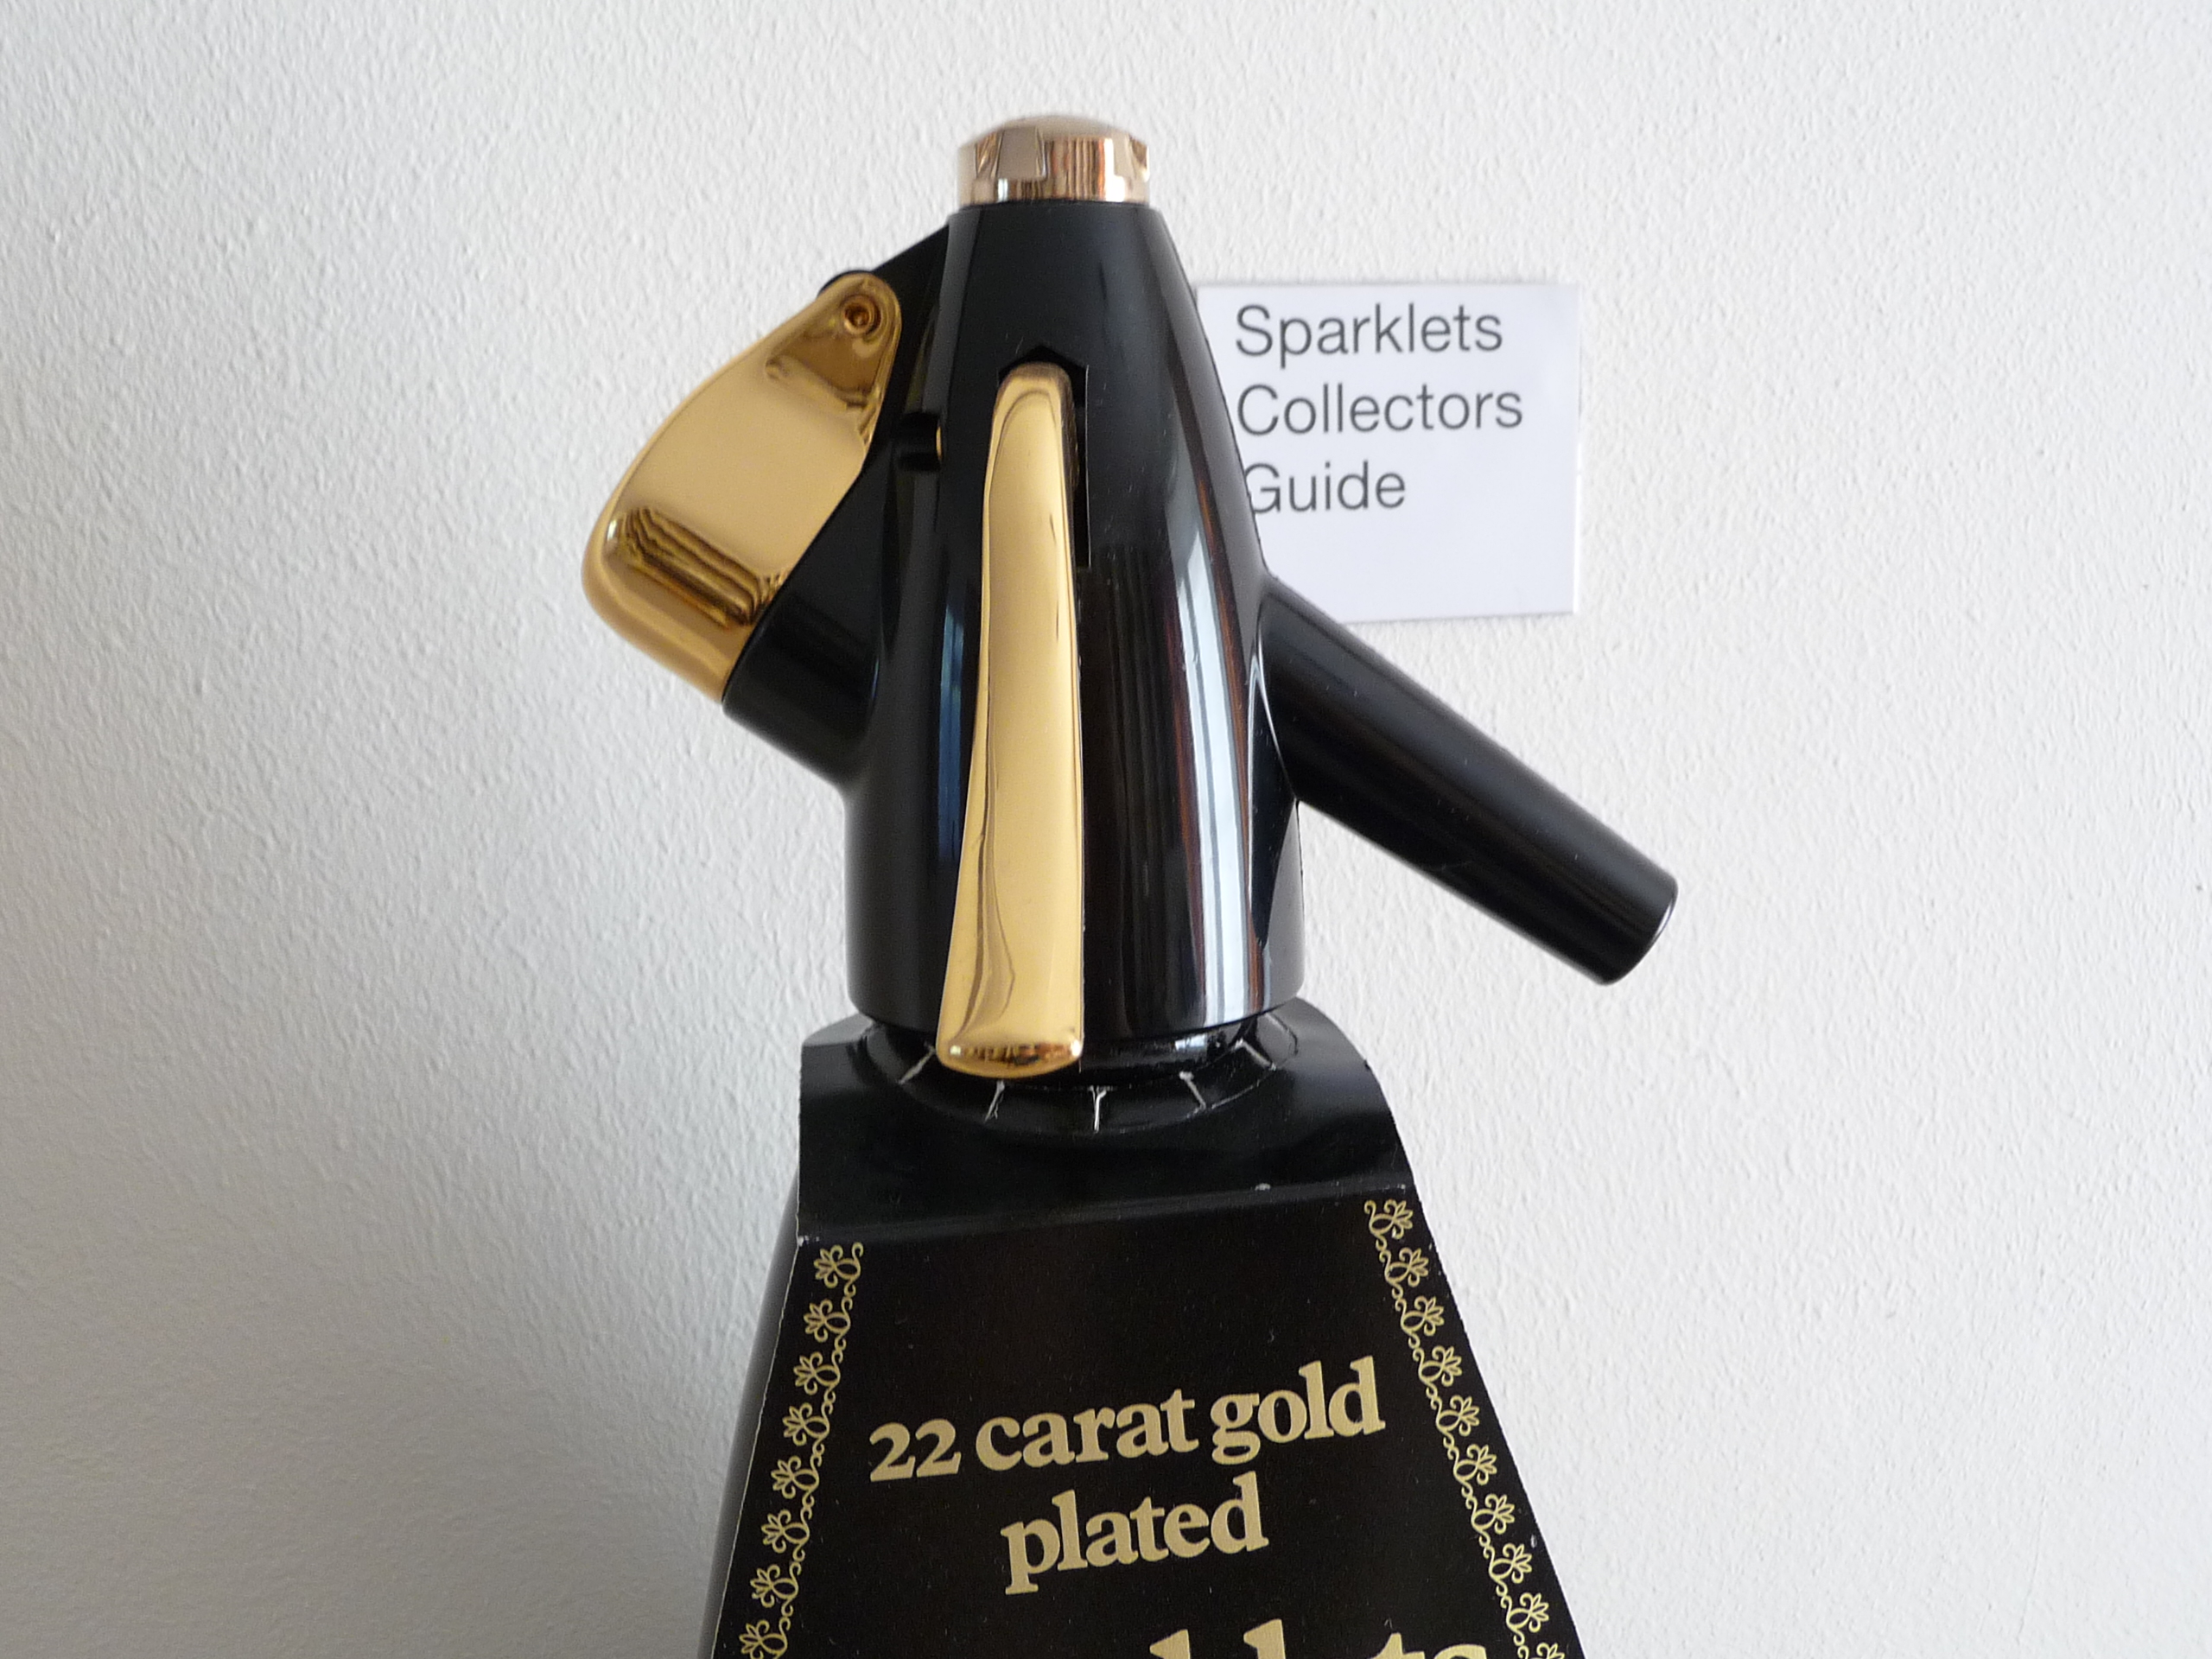 Sparklets
Collectors
Guide
22 carat gold
plated